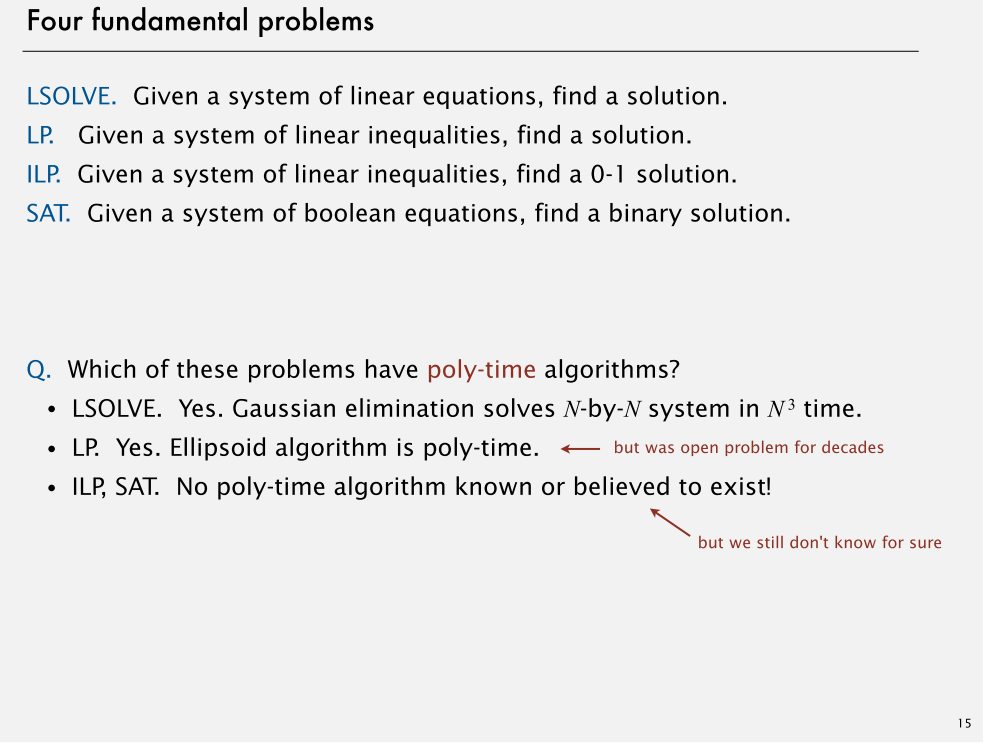 Four fundamental problems
LSOLVE. Given a system of linear equations, find a solution.
LP. Given a system of linear inequalities, find a solution.
ILP. Given a system of linear inequalities, find a 0-1 solution.
SAT. Given a system of boolean equations, find a binary solution.
Q. Which of these problems have poly-time algorithms?
• LSOLVE. Yes. Gaussian elimination solves N-by-N system in N³ time.
• LP. Yes. Ellipsoid algorithm is poly-time. but was open problem for decades
• ILP, SAT. No poly-time algorithm known or believed to exist!
but we still don't know for sure
15